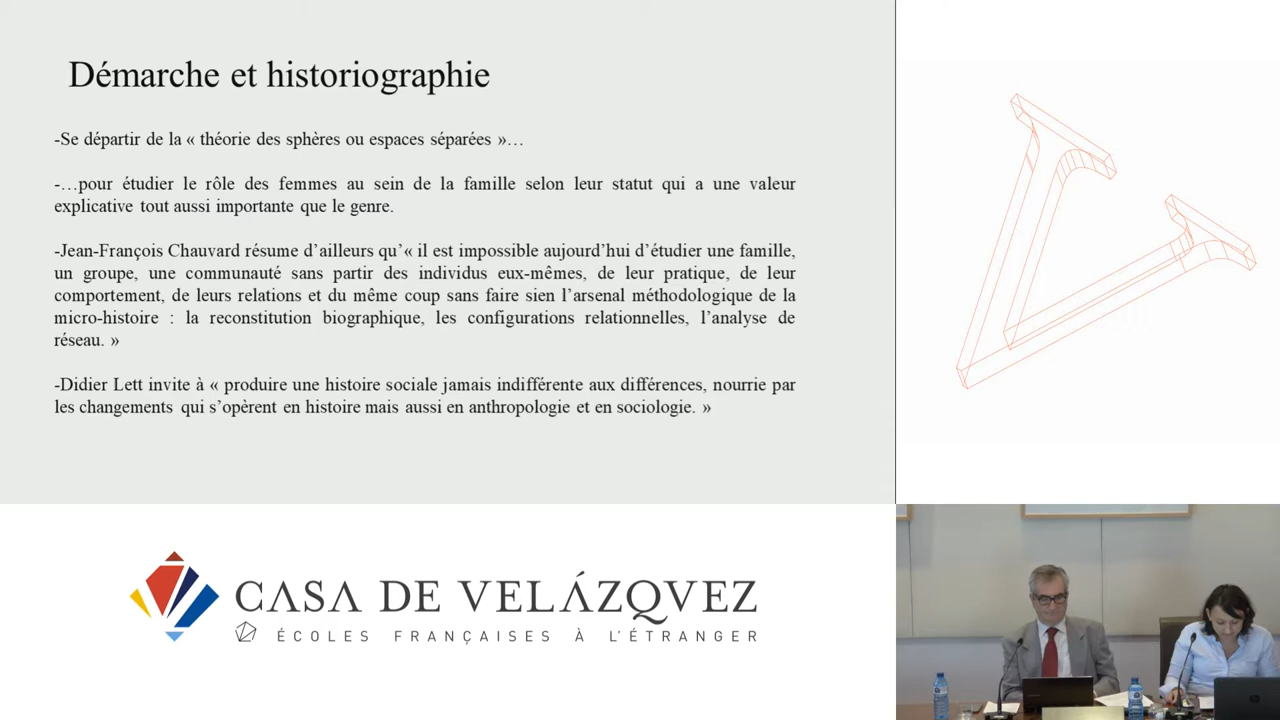 Démarche et historiographie
-Se départir de la « théorie des sphères ou espaces séparées »…
-…pour étudier le rôle des femmes au sein de la famille selon leur statut qui a une valeur
explicative tout aussi importante que le genre.
-Jean-François Chauvard résume d’ailleurs qu’« il est impossible aujourd’hui d’étudier une famille,
un groupe, une communauté sans partir des individus eux-mêmes, de leur pratique, de leur
comportement, de leurs relations et du même coup sans faire sien l’arsenal méthodologique de la
micro-histoire : la reconstitution biographique, les configurations relationnelles, l’analyse de
réseau. »
-Didier Lett invite à « produire une histoire sociale jamais indifférente aux différences, nourrie par
les changements qui s’opèrent en histoire mais aussi en anthropologie et en sociologie. »
CASA DE VELÁZQVEZ
ÉCOLES FRANÇAISES À L'ÉTRANGER